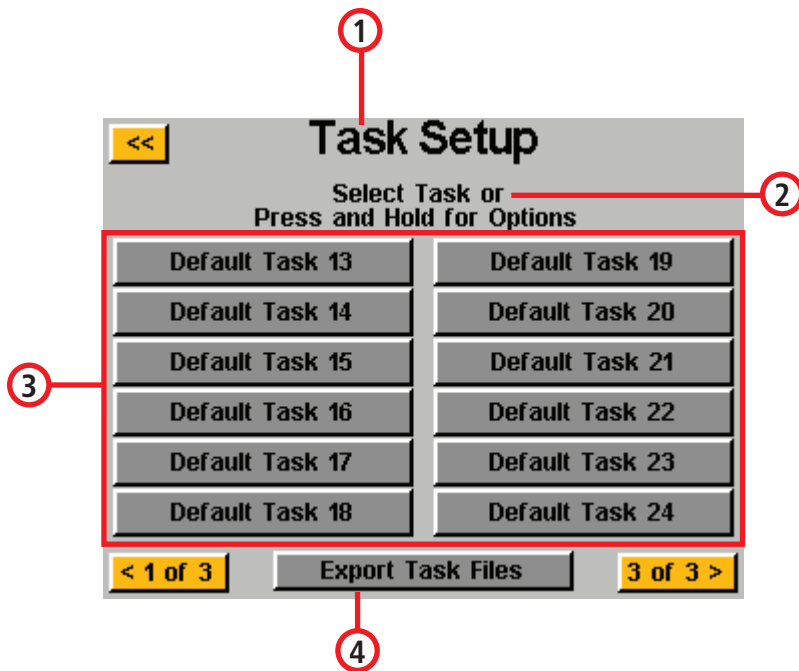 1
<< Task Setup
Select Task or
Press and Hold for Options
2
3
Default Task 13
Default Task 14
Default Task 15
Default Task 16
Default Task 17
Default Task 18
Default Task 19
Default Task 20
Default Task 21
Default Task 22
Default Task 23
Default Task 24
< 1 of 3
Export Task Files
3 of 3 >
4